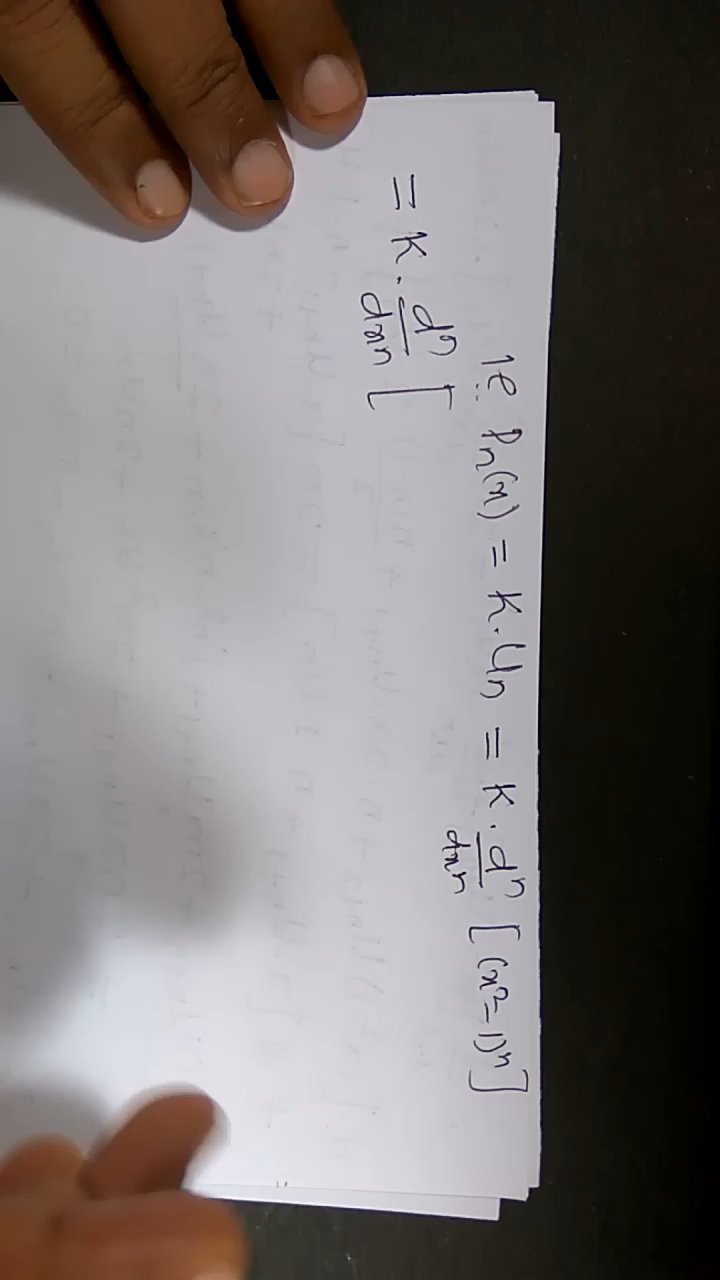 ie Pn(x) = K. Un = K. dⁿ/dxⁿ [(x²-1)ⁿ]
= K. dⁿ/dxⁿ [